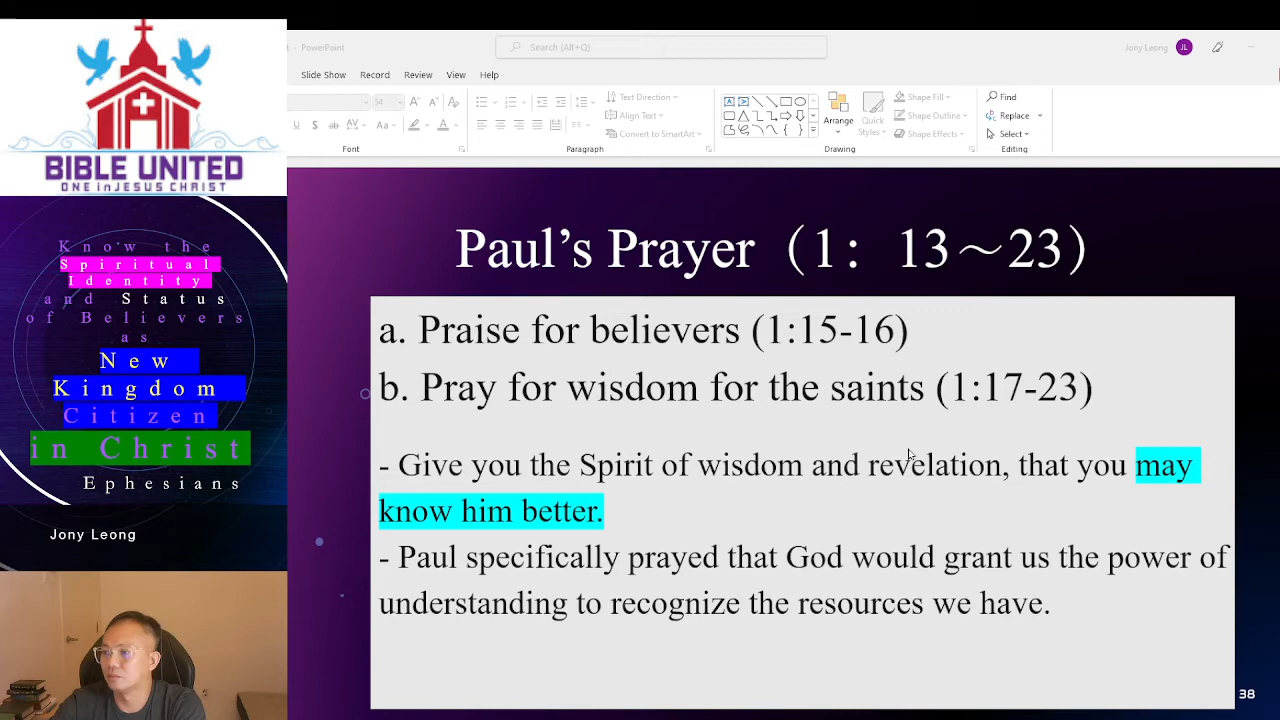 BIBLE UNITED
ONE in JESUS CHRIST
Know the
Spiritual
Identity
and Status
of Believers
as
New
Kingdom
Citizen
in Christ
Ephesians
Jony Leong
PowerPoint
Search (Alt+Q)
Jony Leong
JL
Slide Show Record Review View Help
34
Text Direction
Align Text
Convert to SmartArt
Arrange
Quick
Styles
Shape Fill
Shape Outline
Shape Effects
Find
Replace
Select
Font
Paragraph
Drawing
Editing
Paul’s Prayer（1： 13～23）
a. Praise for believers (1:15-16)
b. Pray for wisdom for the saints (1:17-23)
- Give you the Spirit of wisdom and revelation, that you may
know him better.
- Paul specifically prayed that God would grant us the power of
understanding to recognize the resources we have.
38